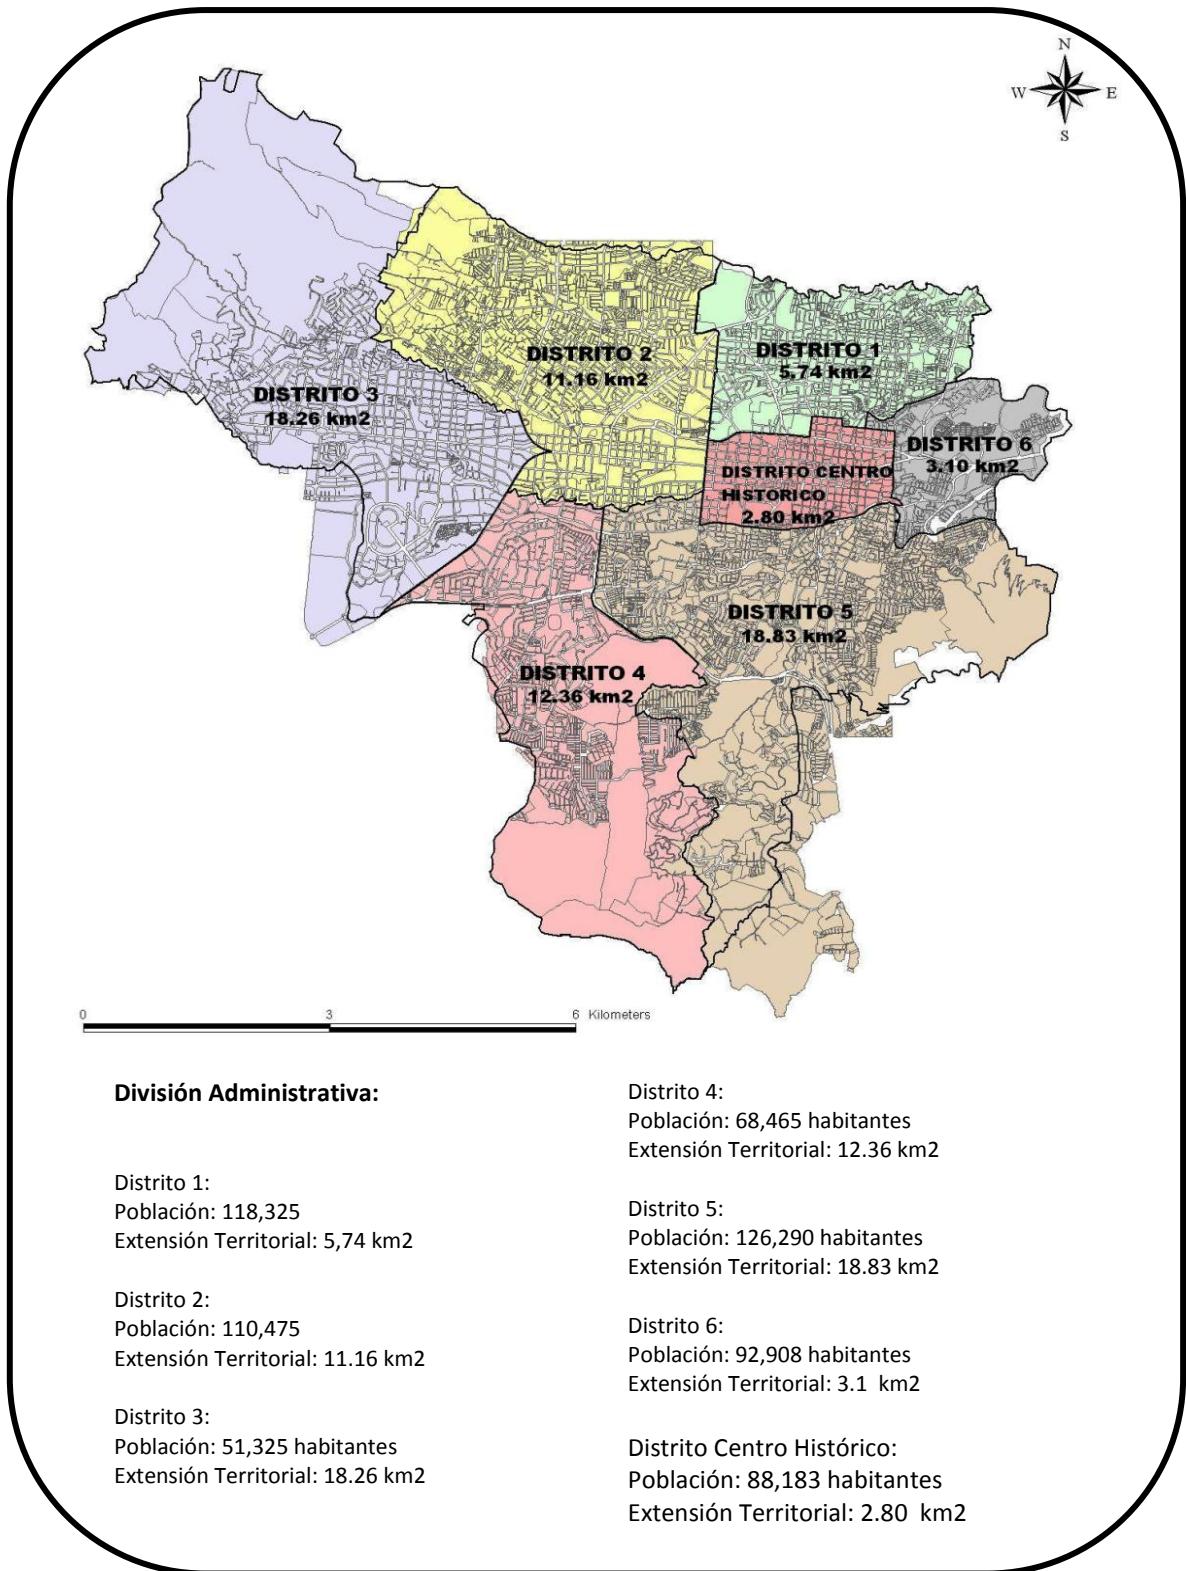 N
W E
S
DISTRITO 2
11.16 km2
DISTRITO 1
5.74 km2
DISTRITO 3
18.26 km2
DISTRITO 6
3.10 km2
DISTRITO CENTRO
HISTORICO
2.80 km2
DISTRITO 5
18.83 km2
DISTRITO 4
12.36 km2
0 3 6 Kilometers
División Administrativa:
Distrito 1:
Población: 118,325
Extensión Territorial: 5,74 km2
Distrito 2:
Población: 110,475
Extensión Territorial: 11.16 km2
Distrito 3:
Población: 51,325 habitantes
Extensión Territorial: 18.26 km2
Distrito 4:
Población: 68,465 habitantes
Extensión Territorial: 12.36 km2
Distrito 5:
Población: 126,290 habitantes
Extensión Territorial: 18.83 km2
Distrito 6:
Población: 92,908 habitantes
Extensión Territorial: 3.1 km2
Distrito Centro Histórico:
Población: 88,183 habitantes
Extensión Territorial: 2.80 km2